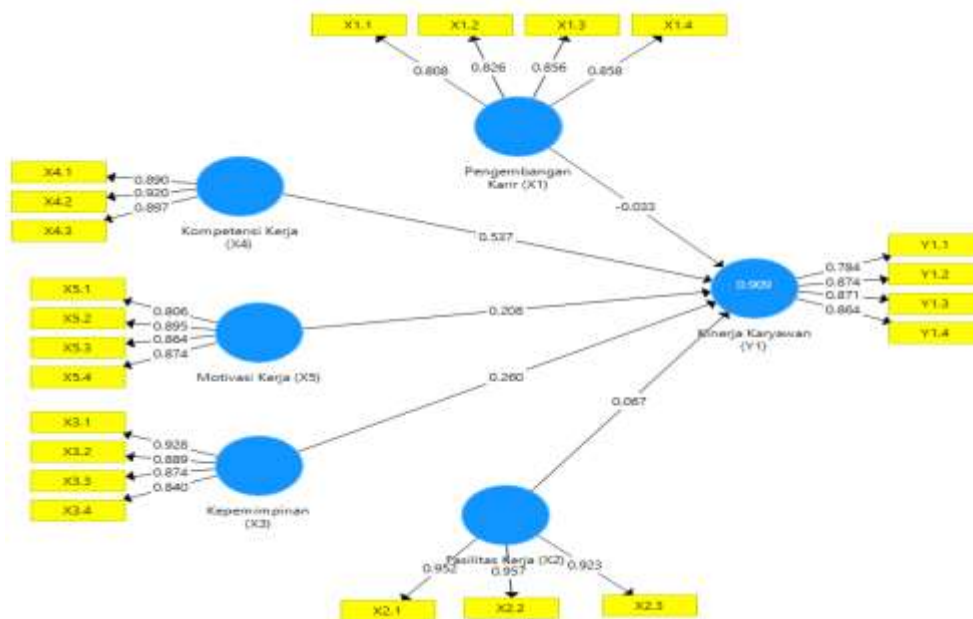 X1.1
X1.2
X1.3
X1.4
0.808
0.826
0.856
0.858
Pengembangan
Karir (X1)
-0.033
X4.1
X4.2
X4.3
0.890
0.920
0.897
Kompetensi Kerja
(X4)
0.537
X5.1
X5.2
X5.3
X5.4
0.806
0.895
0.864
0.874
Motivasi Kerja (X5)
0.208
X3.1
X3.2
X3.3
X3.4
0.928
0.889
0.874
0.840
Kepemimpinan
(X3)
0.260
0.909
Kinerja Karyawan
(Y1)
0.784
0.874
0.871
0.864
Y1.1
Y1.2
Y1.3
Y1.4
0.067
Fasilitas Kerja (X2)
0.952
0.957
0.923
X2.1
X2.2
X2.3